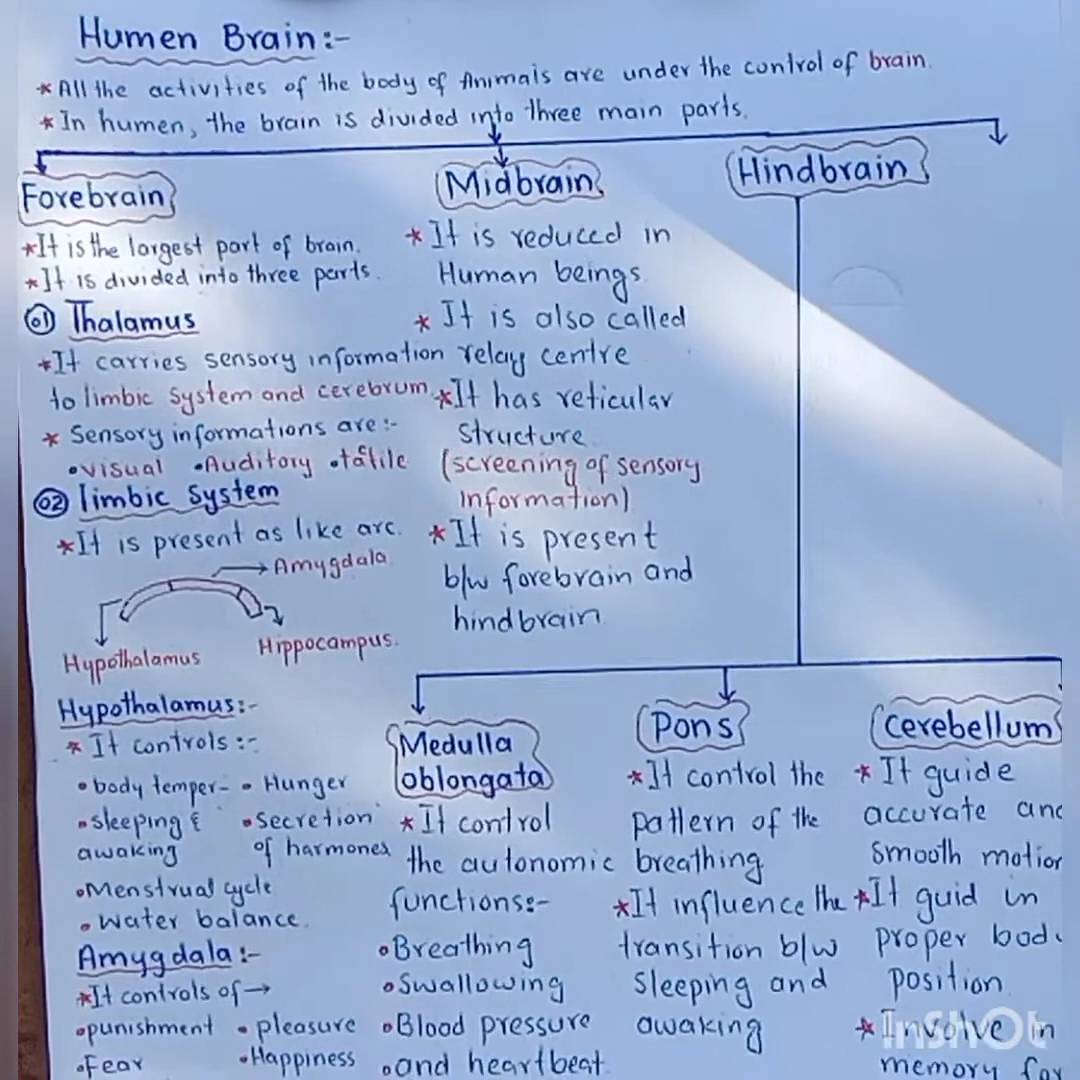 Humen Brain:-
* All the activities of the body of Animals are under the control of brain.
* In humen, the brain is divided into three main parts.
Forebrain
* It is the largest part of brain.
* It is divided into three parts.
01 Thalamus
* It carries sensory information
to limbic System and cerebrum
* Sensory informations are :-
• visual • Auditory • tactile
02 limbic System
* It is present as like arc.
Amygdala
Hypothalamus
Hippocampus.
Hypothalamus:-
* It controls :-
• body temper- • Hunger
• sleeping & • Secretion
awaking of harmones
• Menstrual cycle
• Water balance.
Amygdala:-
* It controls of →
• punishment • pleasure
• Fear • Happiness
Midbrain
* It is reduced in
Human beings.
* It is also called
relay centre
* It has reticular
structure
(screening of sensory
information)
* It is present
b/w forebrain and
hindbrain.
Hindbrain
Medulla
oblongata
* It control
the autonomic
functions:-
• Breathing
• Swallowing
• Blood pressure
• and heartbeat.
Pons
* It control the
pattern of the
breathing
* It influence the
transition b/w
sleeping and
awaking
Cerebellum
* It guide
accurate and
smooth motion
* It guid in
proper bod
position.
* Involve in
memory for
InShOt